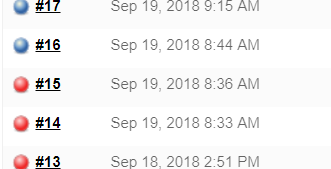 #17 Sep 19, 2018 9:15 AM
#16 Sep 19, 2018 8:44 AM
#15 Sep 19, 2018 8:36 AM
#14 Sep 19, 2018 8:33 AM
#13 Sep 18, 2018 2:51 PM